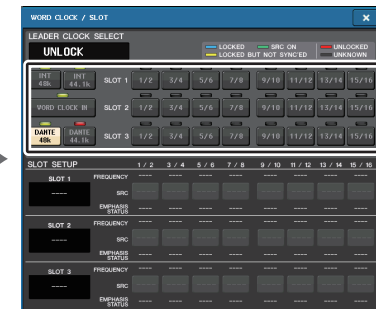 WORD CLOCK / SLOT
LEADER CLOCK SELECT
UNLOCK
LOCKED SRC ON UNLOCKED
LOCKED BUT NOT SYNC'ED UNKNOWN
INT 48k INT 44.1k SLOT 1 1/2 3/4 5/6 7/8 9/10 11/12 13/14 15/16
WORD CLOCK IN SLOT 2 1/2 3/4 5/6 7/8 9/10 11/12 13/14 15/16
DANTE 48k DANTE 44.1k SLOT 3 1/2 3/4 5/6 7/8 9/10 11/12 13/14 15/16
SLOT SETUP 1 / 2 3 / 4 5 / 6 7 / 8 9 / 10 11 / 12 13 / 14 15 / 16
SLOT 1 FREQUENCY ---- ---- ---- ---- ---- ---- ---- ----
---- SRC ---- ---- ---- ---- ---- ---- ---- ----
EMPHASIS STATUS ---- ---- ---- ---- ---- ---- ---- ----
SLOT 2 FREQUENCY ---- ---- ---- ---- ---- ---- ---- ----
---- SRC ---- ---- ---- ---- ---- ---- ---- ----
EMPHASIS STATUS ---- ---- ---- ---- ---- ---- ---- ----
SLOT 3 FREQUENCY ---- ---- ---- ---- ---- ---- ---- ----
---- SRC ---- ---- ---- ---- ---- ---- ---- ----
EMPHASIS STATUS ---- ---- ---- ---- ---- ---- ---- ----